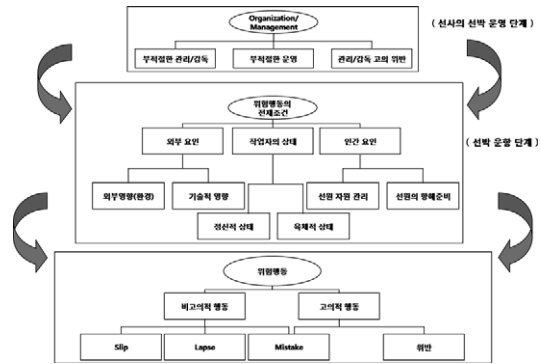 Organization/
Management
( 선사의 선박 운영 단계 )
부적절한 관리/감독
부적절한 운영
관리/감독 고의 위반
위험행동의
전제조건
외부 요인
작업자의 상태
인간 요인
( 선박 운항 단계 )
외부영향(환경)
기술적 영향
선원 자원 관리
선원의 항해준비
정신적 상태
육체적 상태
위험행동
비고의적 행동
고의적 행동
Slip
Lapse
Mistake
위반